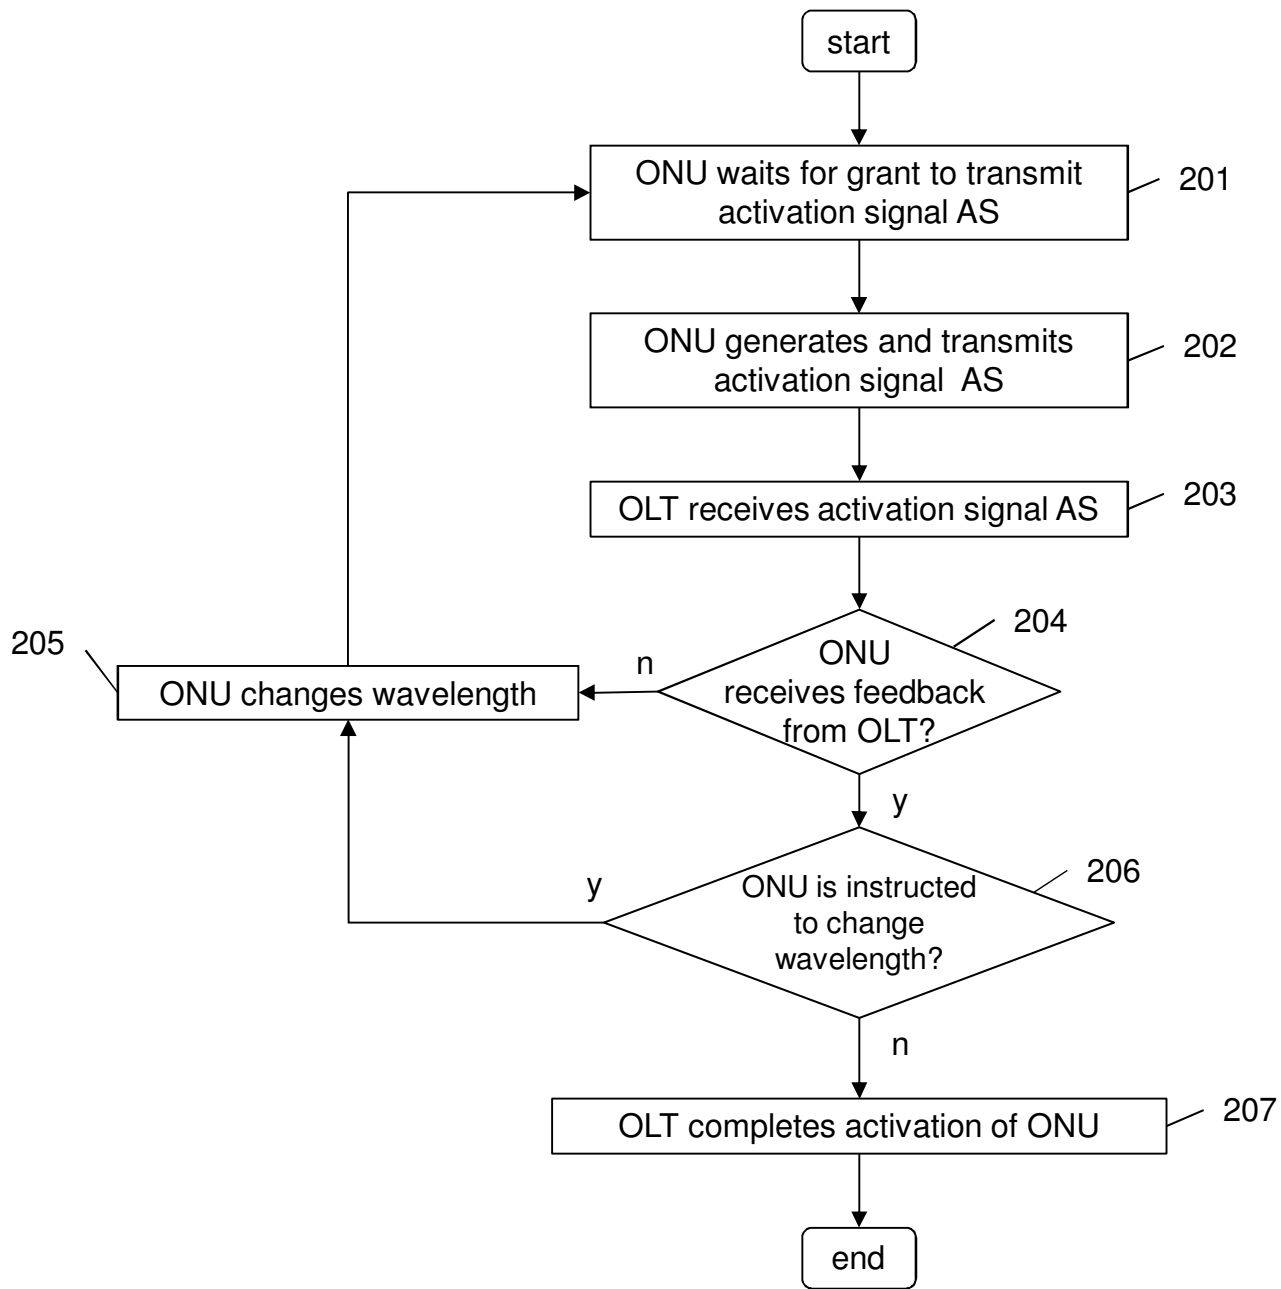 start
ONU waits for grant to transmit
activation signal AS
201
ONU generates and transmits
activation signal AS
202
OLT receives activation signal AS
203
204
ONU
receives feedback
from OLT?
n
205
ONU changes wavelength
y
206
ONU is instructed
to change
wavelength?
y
n
OLT completes activation of ONU
207
end